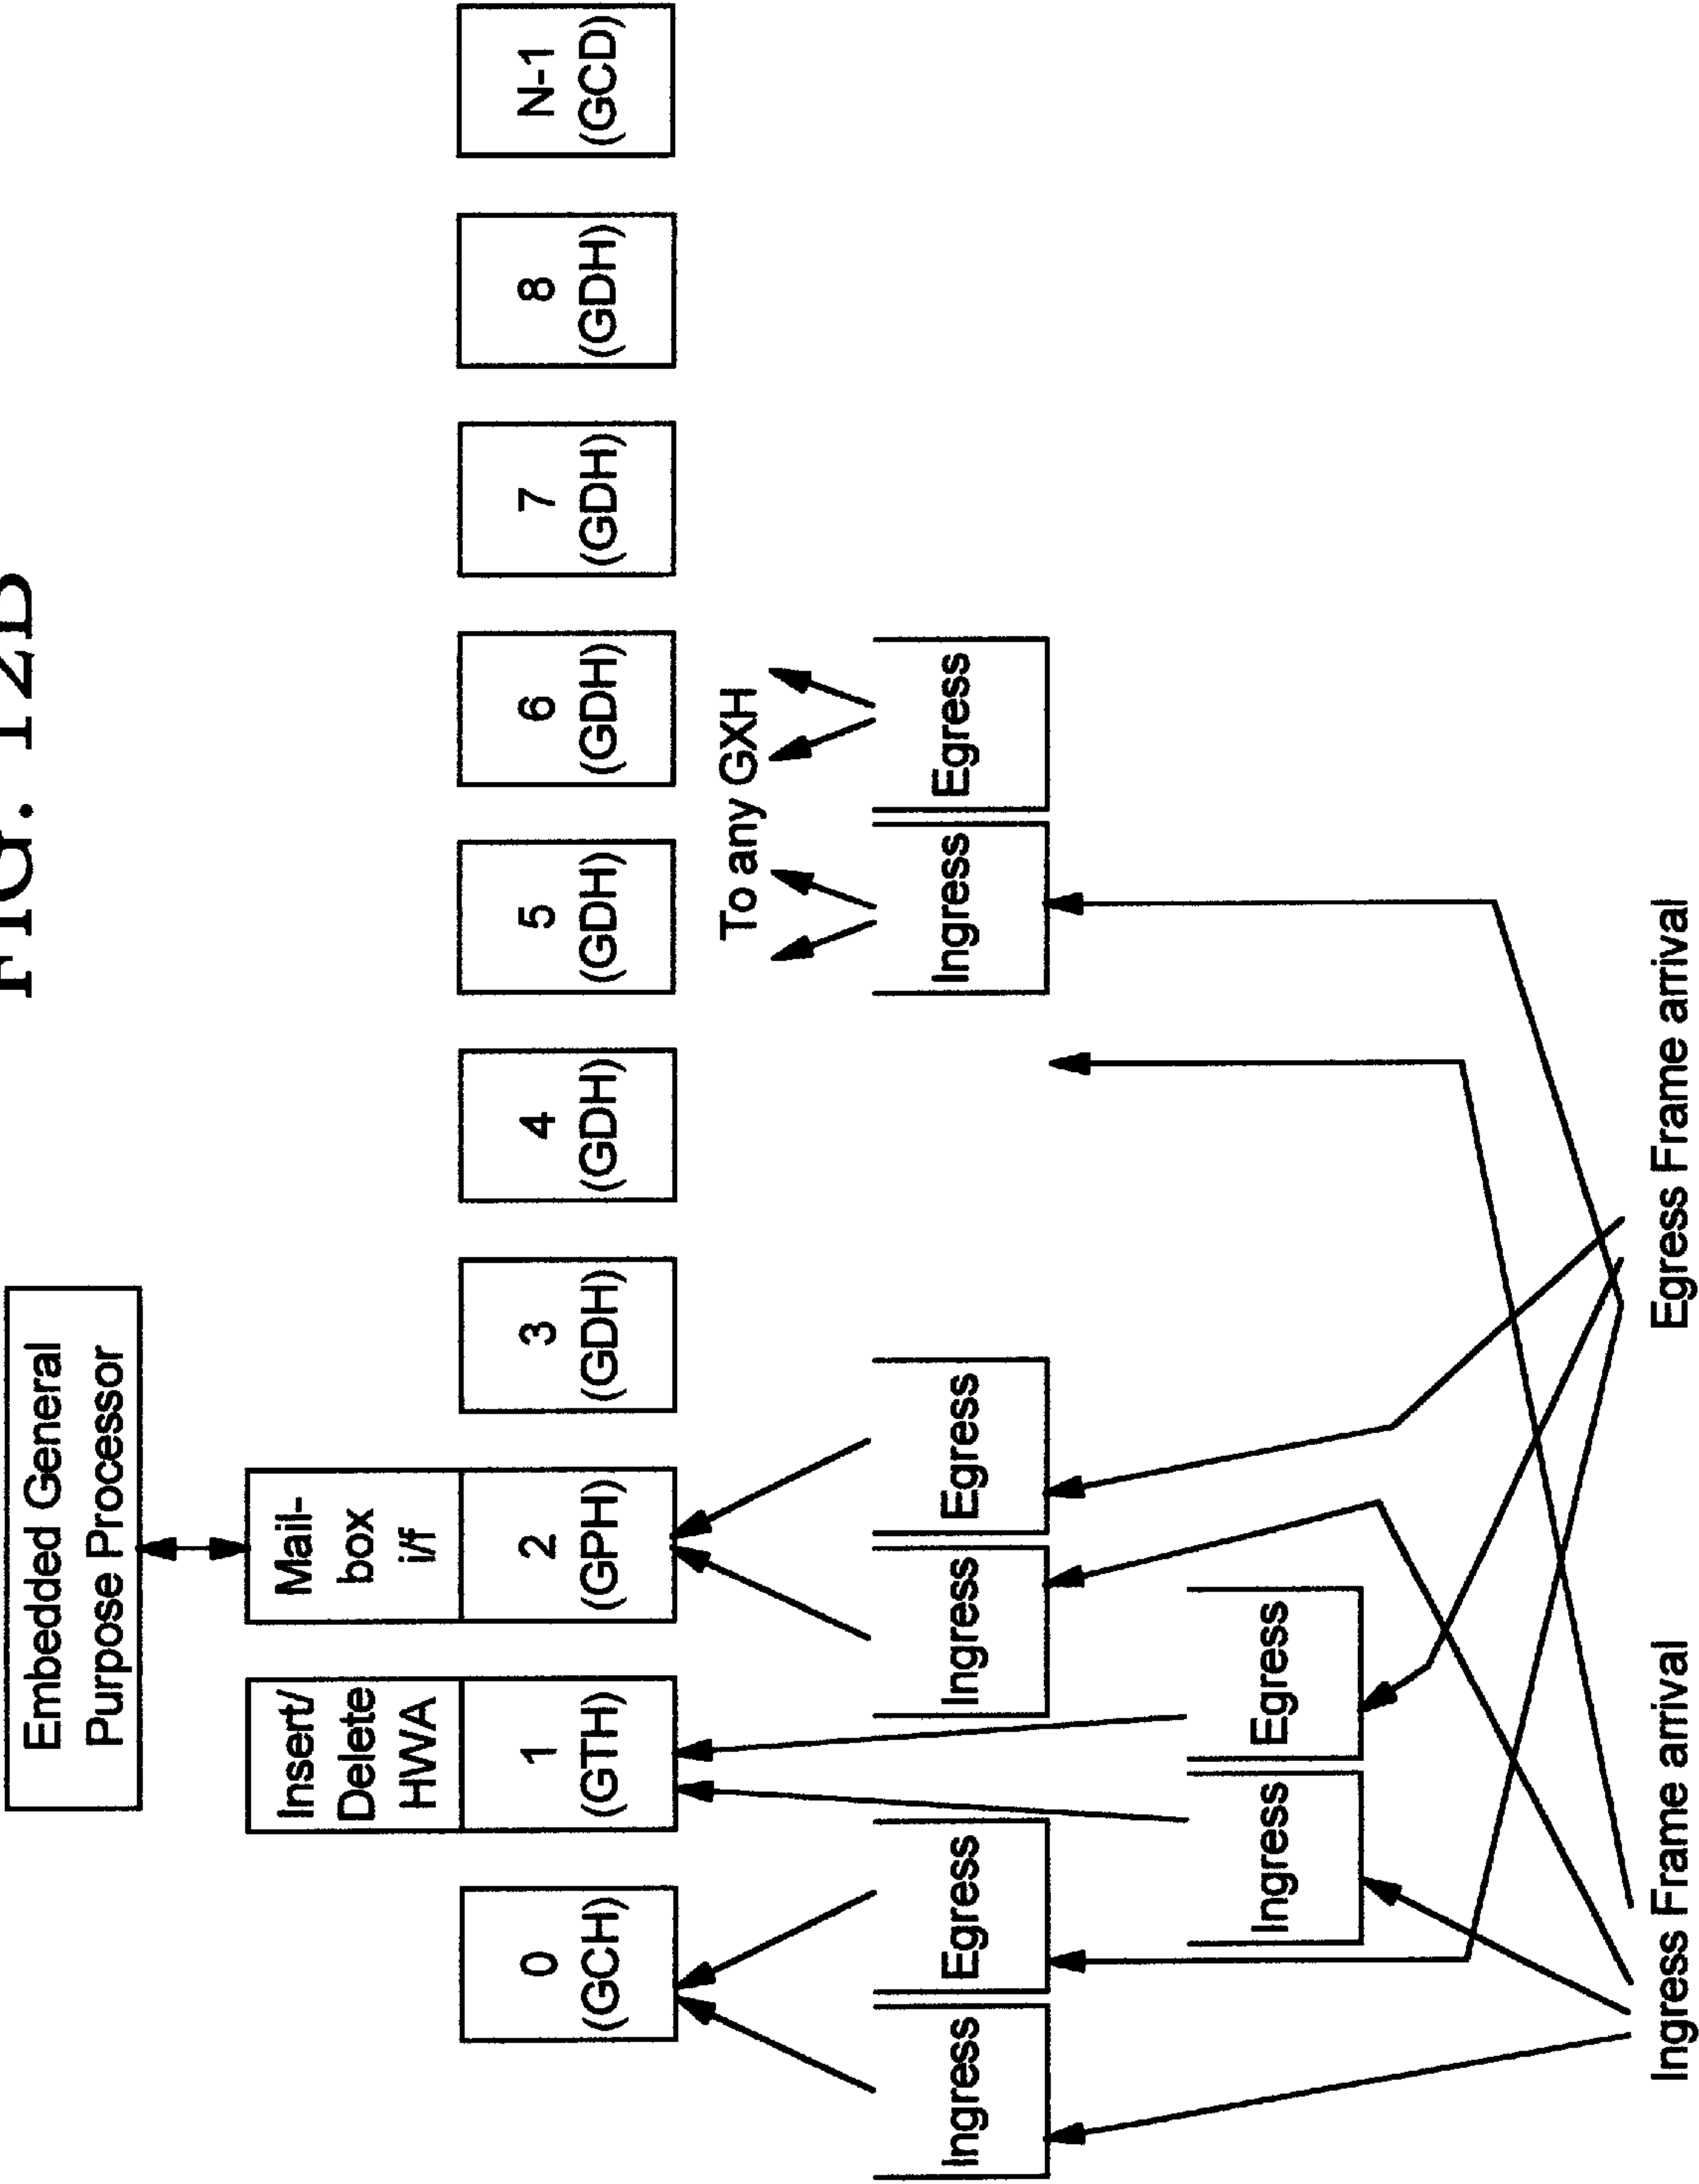 FIG. 12B
Embedded General
Purpose Processor
Insert/
Delete
HWA
Mail-
box
i/f
0
(GCH)
1
(GTH)
2
(GPH)
3
(GDH)
4
(GDH)
5
(GDH)
6
(GDH)
7
(GDH)
8
(GDH)
N-1
(GCD)
To any GXH
Ingress
Egress
Ingress
Egress
Ingress
Egress
Ingress
Egress
Ingress Frame arrival
Egress Frame arrival